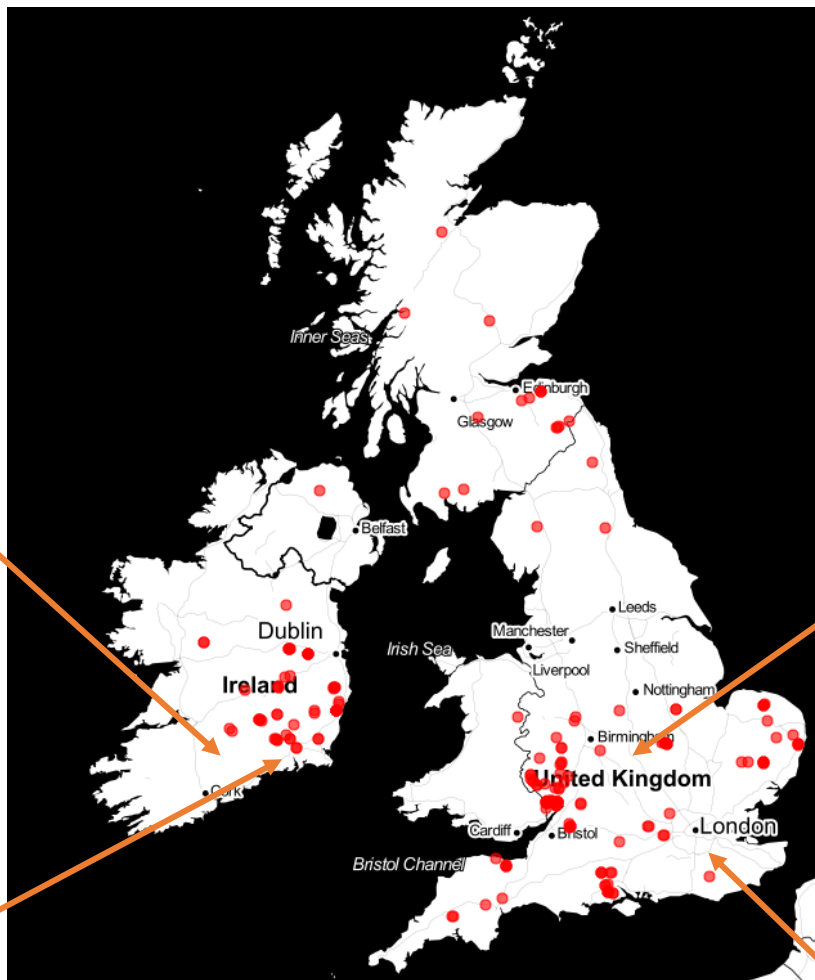 Inner Seas
Edinburgh
Glasgow
Belfast
Leeds
Dublin
Manchester
Irish Sea
Sheffield
Liverpool
Ireland
Nottingham
Birmingham
United Kingdom
Cork
London
Cardiff
Bristol
Bristol Channel